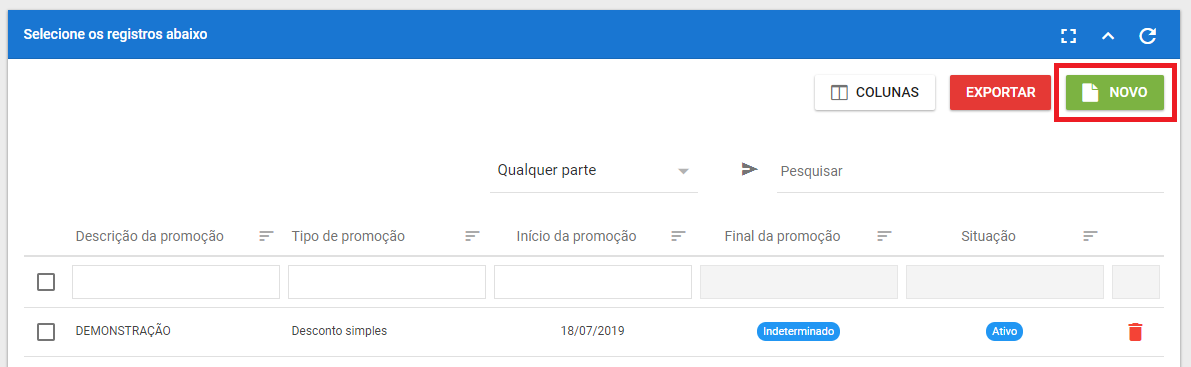 Selecione os registros abaixo
COLUNAS EXPORTAR NOVO
Qualquer parte Pesquisar
Descrição da promoção Tipo de promoção Início da promoção Final da promoção Situação
DEMONSTRAÇÃO Desconto simples 18/07/2019 Indeterminado Ativo